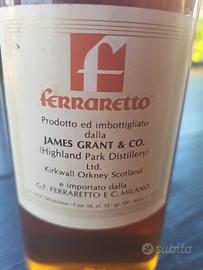 ferraretto
Prodotto ed imbottigliato
dalla
JAMES GRANT & CO.
(Highland Park Distillery)
Ltd.
Kirkwall Orkney Scotland
e importato dalla
G.F. FERRARETTO E C. MILANO
subito